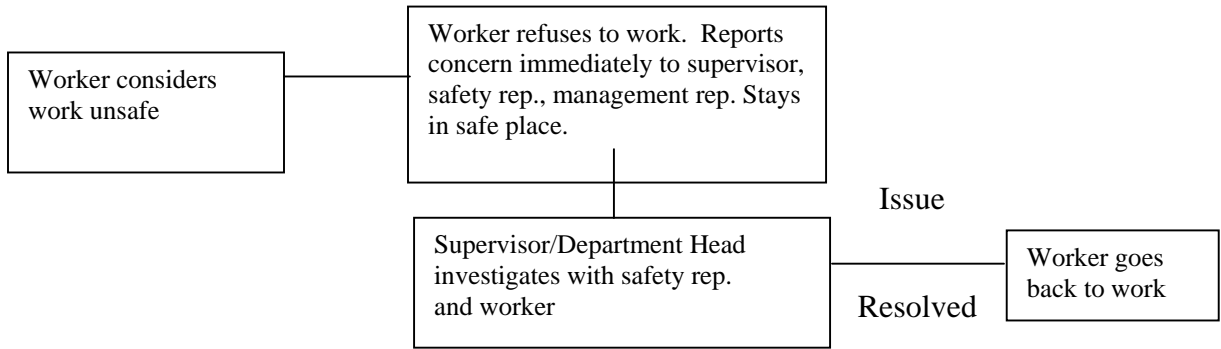 Worker considers
work unsafe
Worker refuses to work. Reports
concern immediately to supervisor,
safety rep., management rep. Stays
in safe place.
Supervisor/Department Head
investigates with safety rep.
and worker
Issue
Resolved
Worker goes
back to work